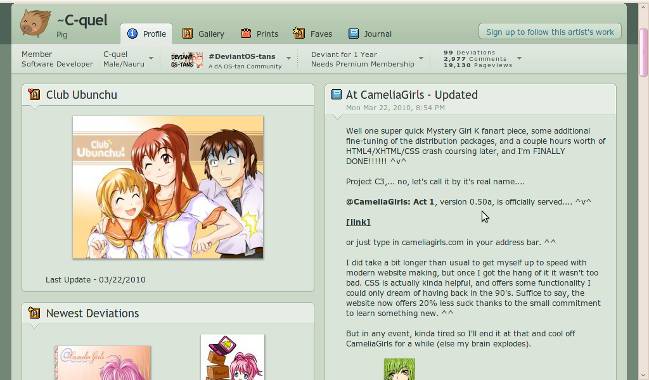 ~C-quel
Pig
Profile
Gallery
Prints
Faves
Journal
Sign up to follow this artist's work
Member
Software Developer
C-quel
Male/Nauru
DEVIANT
OS-TANS
#DeviantOS-tans
A dA OS-tan Community
Deviant for 1 Year
Needs Premium Membership
99 Deviations
2,977 Comments
19,130 Pageviews
Club Ubunchu
Club
Ubunchu!
Last Update - 03/22/2010
Newest Deviations
Camelia Girls
At CameliaGirls - Updated
Mon Mar 22, 2010, 8:54 PM
Well one super quick Mystery Girl K fanart piece, some additional
fine-tuning of the distribution packages, and a couple hours worth of
HTML4/XHTML/CSS crash coursing later, and I'm FINALLY
DONE!!!!!! ^v^
Project C3,... no, let's call it by it's real name....
@CameliaGirls: Act 1, version 0.50a, is officially served.... ^v^
[link]
or just type in cameliagirls.com in your address bar. ^^
I did take a bit longer than usual to get myself up to speed with
modern website making, but once I got the hang of it it wasn't too
bad. CSS is actually kinda helpful, and offers some functionality I
could only dream of having back in the 90's. Suffice to say, the
website now offers 20% less suck thanks to the small commitment
to learn something new. ^^
But in any event, kinda tired so I'll end it at that and cool off
CameliaGirls for a while (else my brain explodes).